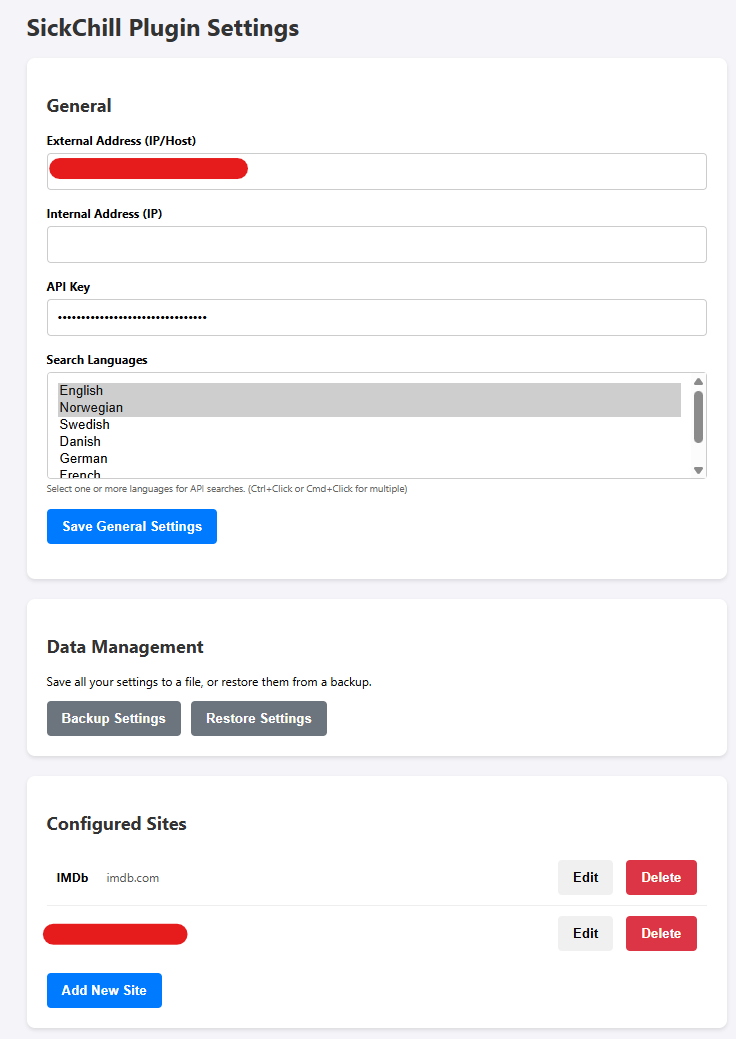 SickChill Plugin Settings
General
External Address (IP/Host)
Internal Address (IP)
API Key
•••••••••••••••••••••••••••••••
Search Languages
English
Norwegian
Swedish
Danish
German
French
Select one or more languages for API searches. (Ctrl+Click or Cmd+Click for multiple)
Save General Settings
Data Management
Save all your settings to a file, or restore them from a backup.
Backup Settings Restore Settings
Configured Sites
IMDb imdb.com Edit Delete
Edit Delete
Add New Site